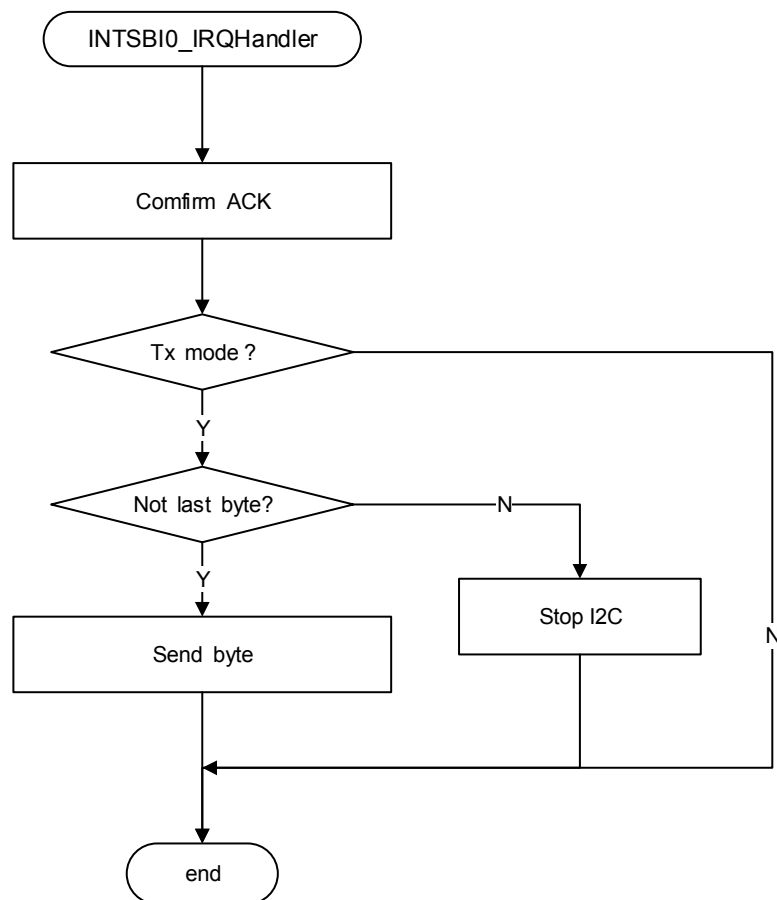 INTSBI0_IRQHandler
Comfirm ACK
Tx mode ?
Y
Not last byte?
N
Y
Stop I2C
Send byte
N
end